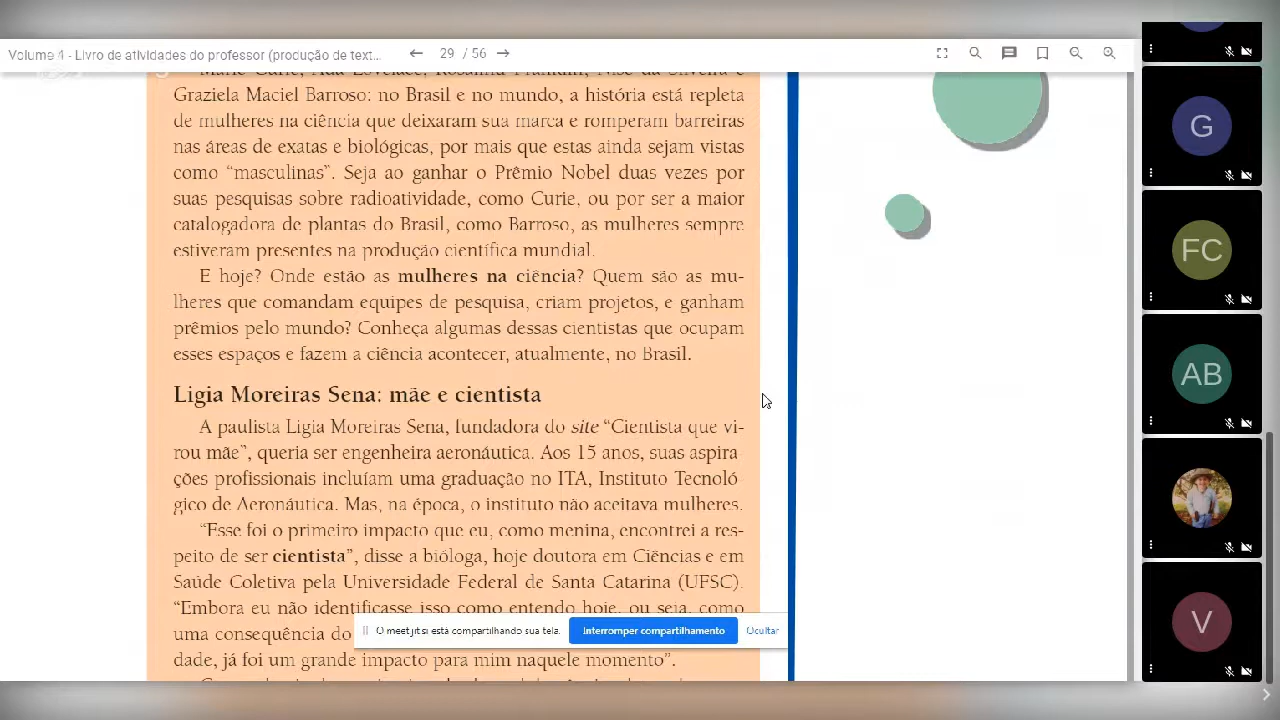 Volume 4 - Livro de atividades do professor (produção de text...
29 / 56
Graziela Maciel Barroso: no Brasil e no mundo, a história está repleta
de mulheres na ciência que deixaram sua marca e romperam barreiras
nas áreas de exatas e biológicas, por mais que estas ainda sejam vistas
como “masculinas”. Seja ao ganhar o Prêmio Nobel duas vezes por
suas pesquisas sobre radioatividade, como Curie, ou por ser a maior
catalogadora de plantas do Brasil, como Barroso, as mulheres sempre
estiveram presentes na produção científica mundial.
E hoje? Onde estão as mulheres na ciência? Quem são as mu-
lheres que comandam equipes de pesquisa, criam projetos, e ganham
prêmios pelo mundo? Conheça algumas dessas cientistas que ocupam
esses espaços e fazem a ciência acontecer, atualmente, no Brasil.
Ligia Moreiras Sena: mãe e cientista
A paulista Ligia Moreiras Sena, fundadora do site “Cientista que vi-
rou mãe”, queria ser engenheira aeronáutica. Aos 15 anos, suas aspira
ções profissionais incluíam uma graduação no ITA, Instituto Tecnoló
gico de Aeronáutica. Mas, na época, o instituto não aceitava mulheres.
“Esse foi o primeiro impacto que eu, como menina, encontrei a res-
peito de ser cientista”, disse a bióloga, hoje doutora em Ciências e em
Saúde Coletiva pela Universidade Federal de Santa Catarina (UFSC).
“Embora eu não identificasse isso como entendo hoje, ou seja, como
uma consequência do
dade, já foi um grande impacto para mim naquele momento”.
O meet.jit.si está compartilhando sua tela.
Interromper compartilhamento
Ocultar
G
FC
AB
V